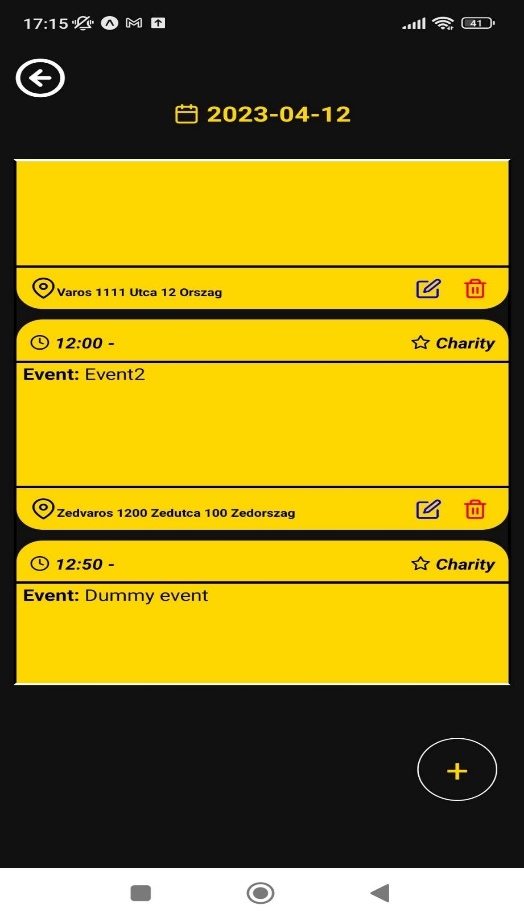 17:15
41
2023-04-12
Varos 1111 Utca 12 Orszag
12:00 - Charity
Event: Event2
Zedvaros 1200 Zedutca 100 Zedorszag
12:50 - Charity
Event: Dummy event
+